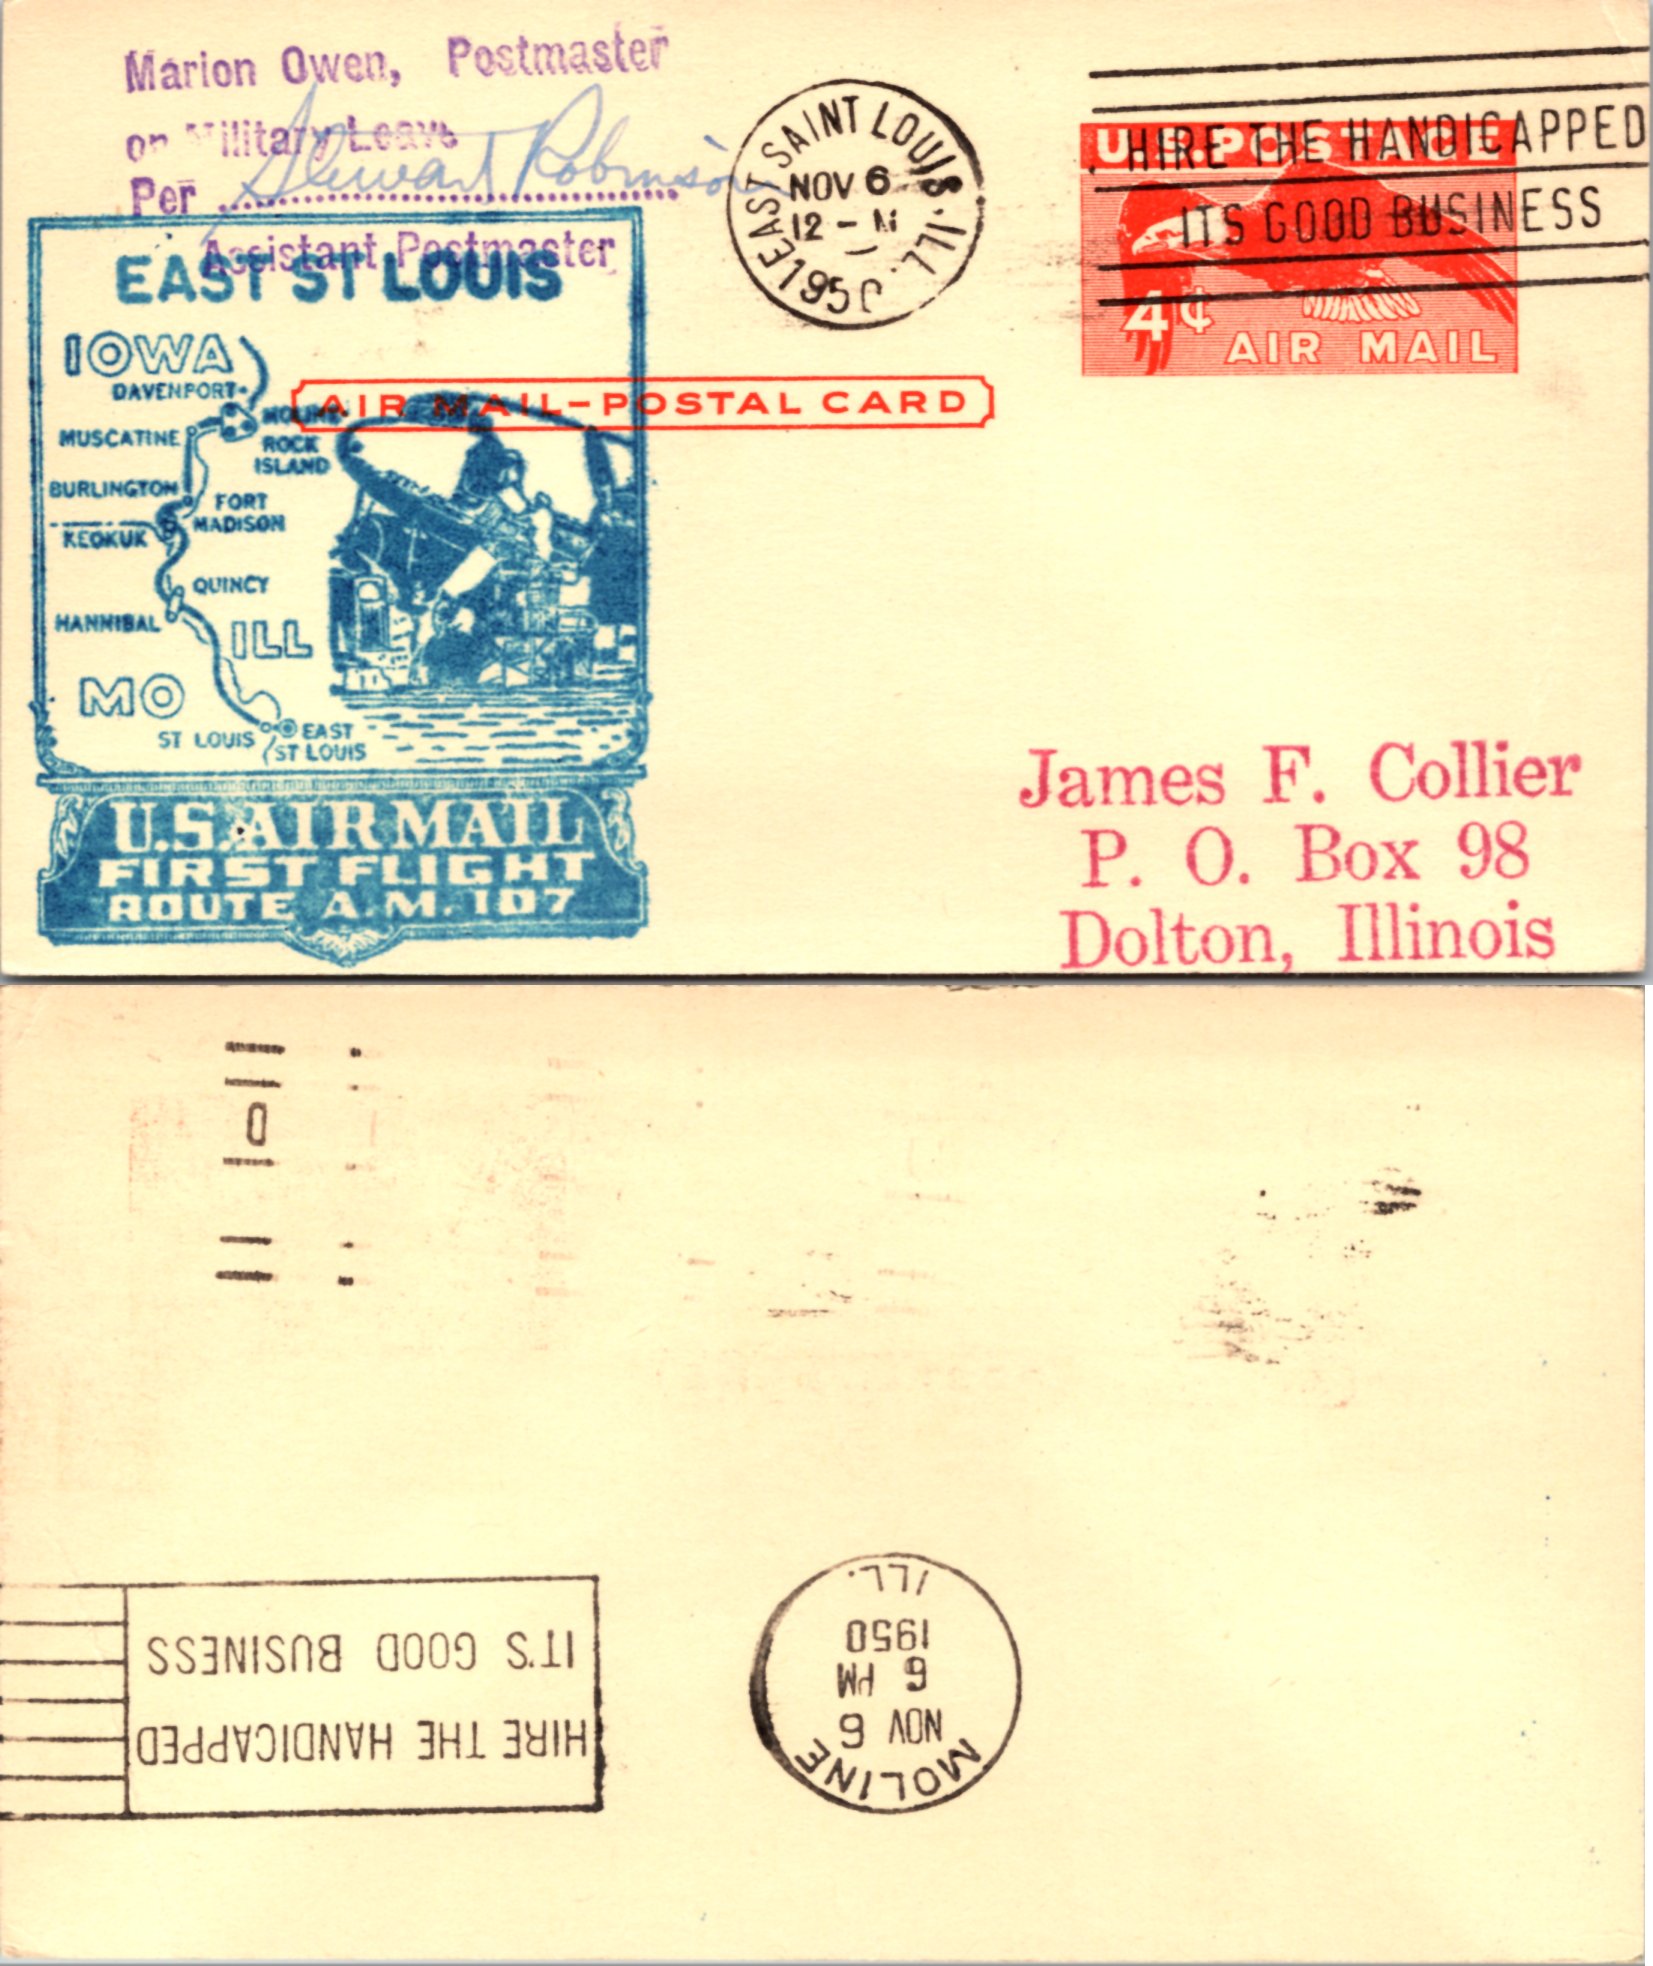 Marion Owen, Postmaster
on Military Leave
Per Stewart Robinson
Assistant Postmaster
EAST SAINT LOUIS. ILL.
NOV 6
12 - M
1950
HIRE THE HANDICAPPED
ITS GOOD BUSINESS
U.S. POSTAGE
4¢
AIR MAIL
AIR MAIL-POSTAL CARD
EAST ST LOUIS
IOWA
DAVENPORT
MOLINE
MUSCATINE
ROCK
ISLAND
BURLINGTON
FORT
MADISON
KEOKUK
QUINCY
HANNIBAL
ILL
MO
ST LOUIS
EAST
ST LOUIS
U.S. AIR MAIL
FIRST FLIGHT
ROUTE A.M. 107
James F. Collier
P. O. Box 98
Dolton, Illinois
D
HIRE THE HANDICAPPED
IT'S GOOD BUSINESS
MOLINE
NOV 6
6 PM
1950
ILL.